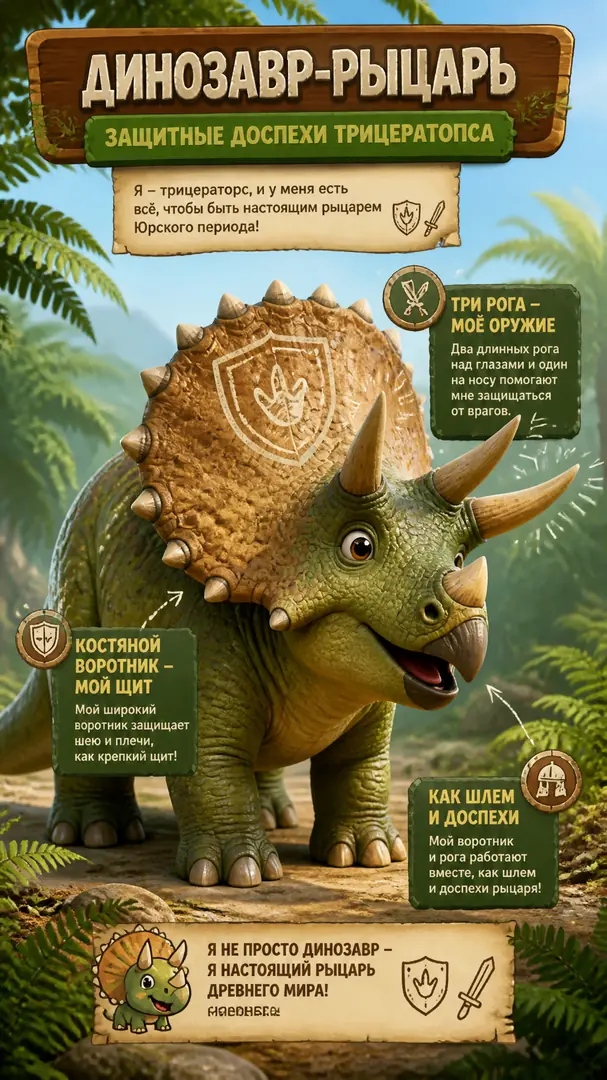 ДИНОЗАВР-РЫЦАРЬ
ЗАЩИТНЫЕ ДОСПЕХИ ТРИЦЕРАТОПСА
Я – трицераторс, и у меня есть
всё, чтобы быть настоящим рыцарем
Юрского периода!
ТРИ РОГА –
МОЁ ОРУЖИЕ
Два длинных рога
над глазами и один
на носу помогают
мне защищаться
от врагов.
КОСТЯНОЙ
ВОРОТНИК –
МОЙ ЩИТ
Мой широкий
воротник защищает
шею и плечи,
как крепкий щит!
КАК ШЛЕМ
И ДОСПЕХИ
Мой воротник
и рога работают
вместе, как шлем
и доспехи рыцаря!
Я НЕ ПРОСТО ДИНОЗАВР –
Я НАСТОЯЩИЙ РЫЦАРЬ
ДРЕВНЕГО МИРА!